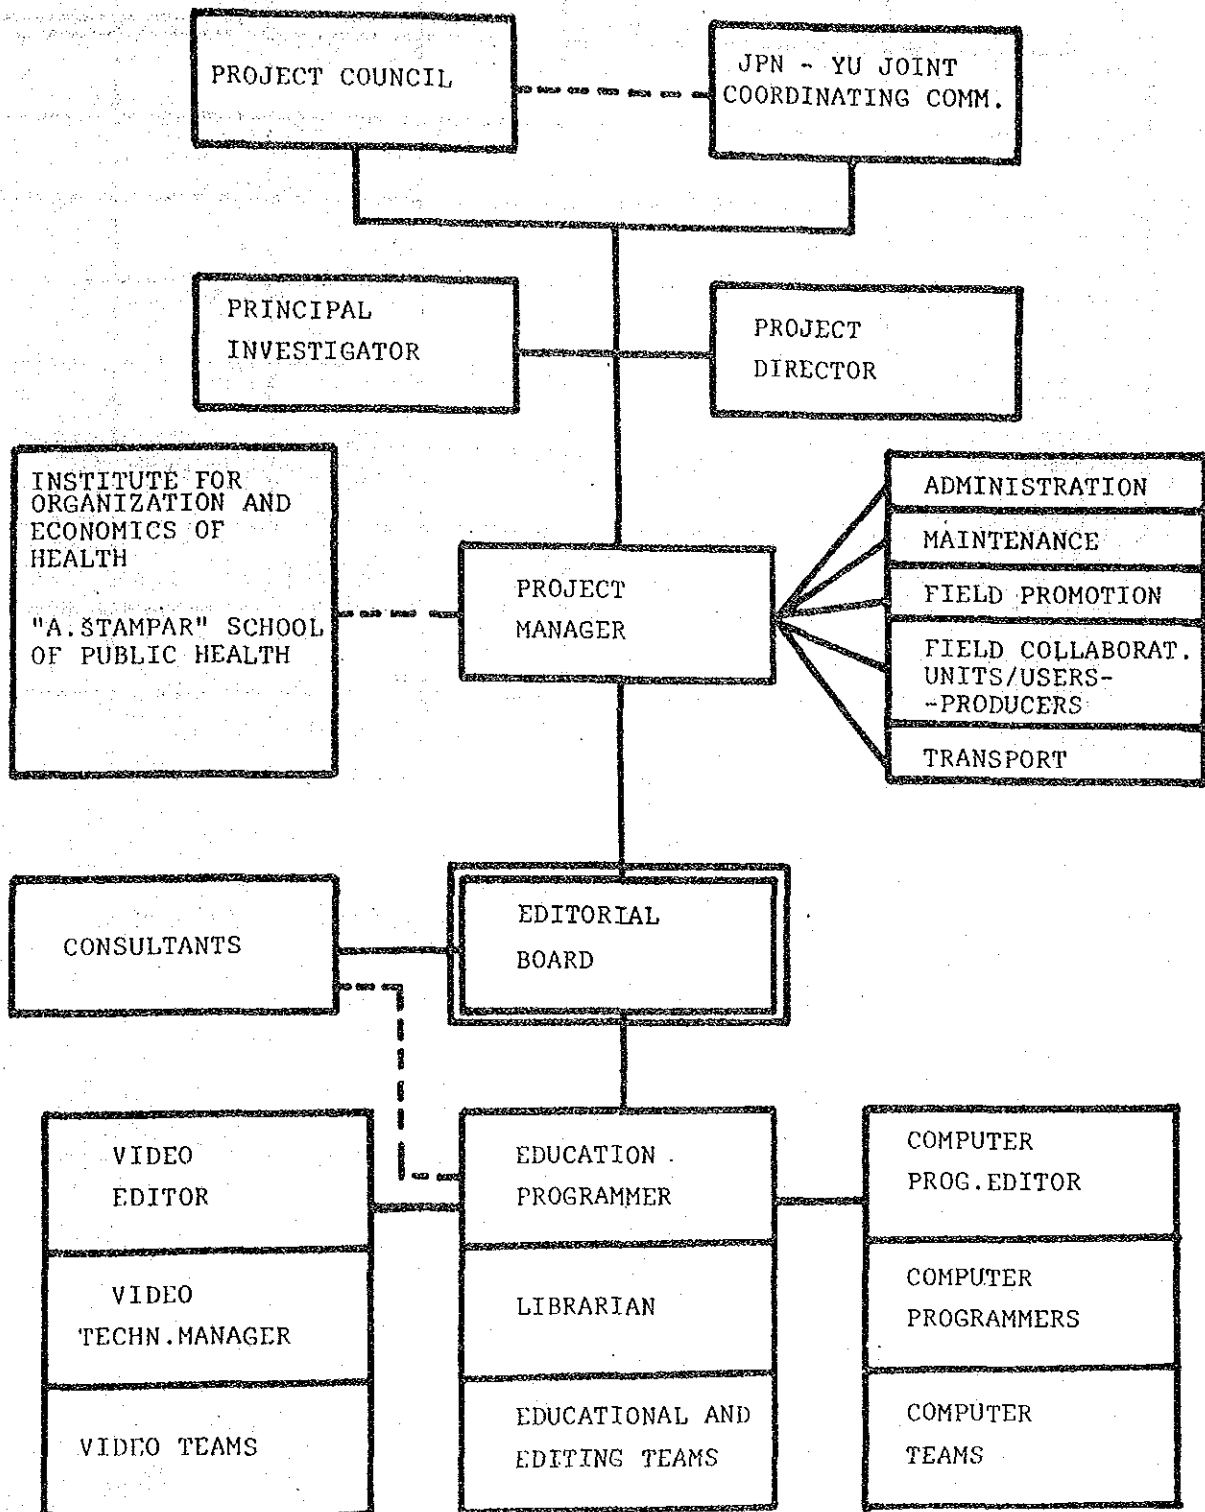 PROJECT COUNCIL
JPN - YU JOINT
COORDINATING COMM.
PRINCIPAL
INVESTIGATOR
PROJECT
DIRECTOR
INSTITUTE FOR
ORGANIZATION AND
ECONOMICS OF
HEALTH
"A.ŠTAMPAR" SCHOOL
OF PUBLIC HEALTH
PROJECT
MANAGER
ADMINISTRATION
MAINTENANCE
FIELD PROMOTION
FIELD COLLABORAT.
UNITS/USERS-
-PRODUCERS
TRANSPORT
CONSULTANTS
EDITORIAL
BOARD
VIDEO
EDITOR
VIDEO
TECHN.MANAGER
VIDEO TEAMS
EDUCATION
PROGRAMMER
LIBRARIAN
EDUCATIONAL AND
EDITING TEAMS
COMPUTER
PROG.EDITOR
COMPUTER
PROGRAMMERS
COMPUTER
TEAMS